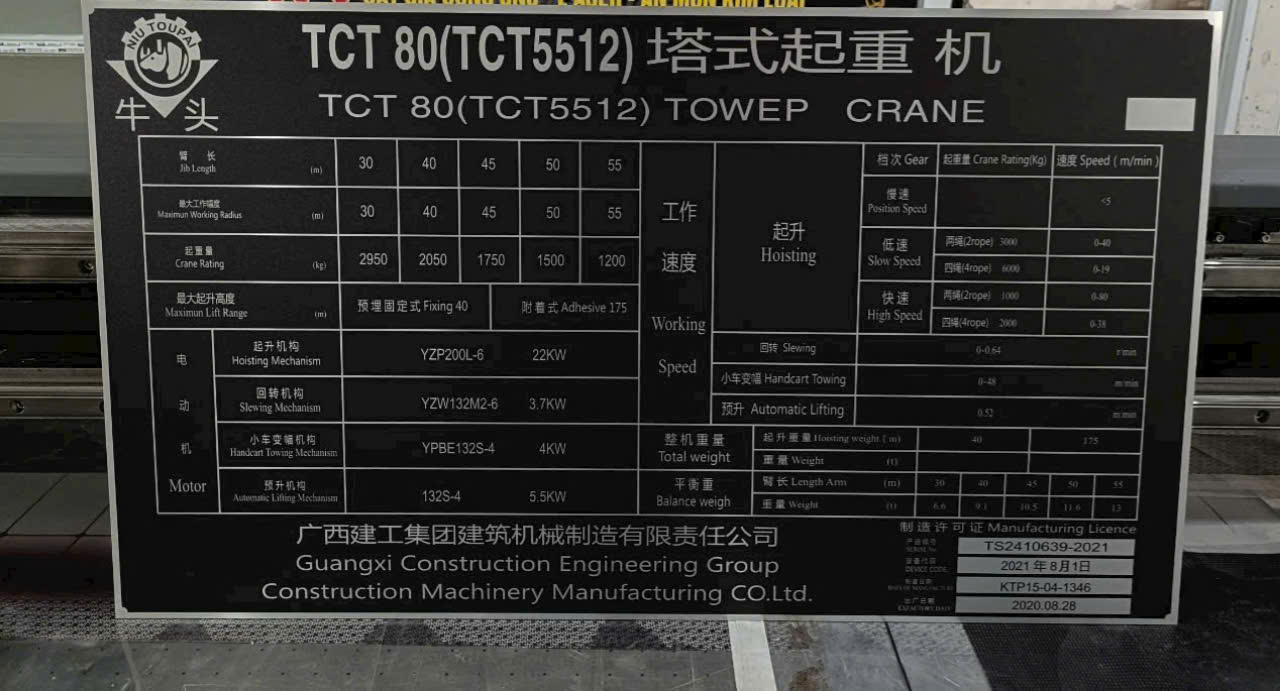 NIU TOUPAI
牛 头
TCT 80(TCT5512) 塔式起重 机
TCT 80(TCT5512) TOWEP CRANE
臂 长 Jib Length (m) 30 40 45 50 55
最大工作幅度 Maximun Working Radius (m) 30 40 45 50 55
起 重 量 Crane Rating (kg) 2950 2050 1750 1500 1200
最大起升高度 Maximun Lift Range (m) 预埋固定式 Fixing 40 附着式 Adhesive 175
电 动 机 Motor
起升机构 Hoisting Mechanism YZP200L-6 22KW
回转机构 Slewing Mechanism YZW132M2-6 3.7KW
小车变幅机构 Handcart Towing Mechanism YPBE132S-4 4KW
预升机构 Automatic Lifting Mechanism 132S-4 5.5KW
工作 速度 Working Speed
起升 Hoisting
档次 Gear 起重量 Crane Rating(Kg) 速度 Speed ( m/min )
慢速 Position Speed <5
低速 Slow Speed 两绳(2rope) 3000 0-40
四绳(4rope) 6000 0-19
快速 High Speed 两绳(2rope) 1000 0-80
四绳(4rope) 2000 0-38
回转 Slewing 0-0.64 r/min
小车变幅 Handcart Towing 0-48 m/min
预升 Automatic Lifting 0.52 m/min
整机重量 Total weight 起升重量 Hoisting weight ( m) 40 175
重量 Weight (t)
平衡重 Balance weigh 臂长 Length Arm (m) 30 40 45 50 55
重量 Weight (t) 6.6 9.1 10.5 11.6 13
广西建工集团建筑机械制造有限责任公司
Guangxi Construction Engineering Group
Construction Machinery Manufacturing CO.Ltd.
制造许可证 Manufacturing Licence
TS2410639-2021
DEVICE CODE 2021年8月1日
KTP15-04-1346
出厂日期 2020.08.28